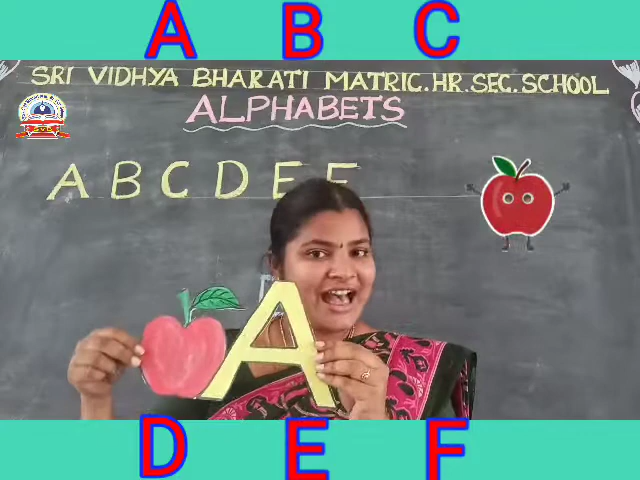 A B C
SRI VIDHYA BHARATI MATRIC.HR.SEC.SCHOOL
ALPHABETS
A B C D E F
A
D E F